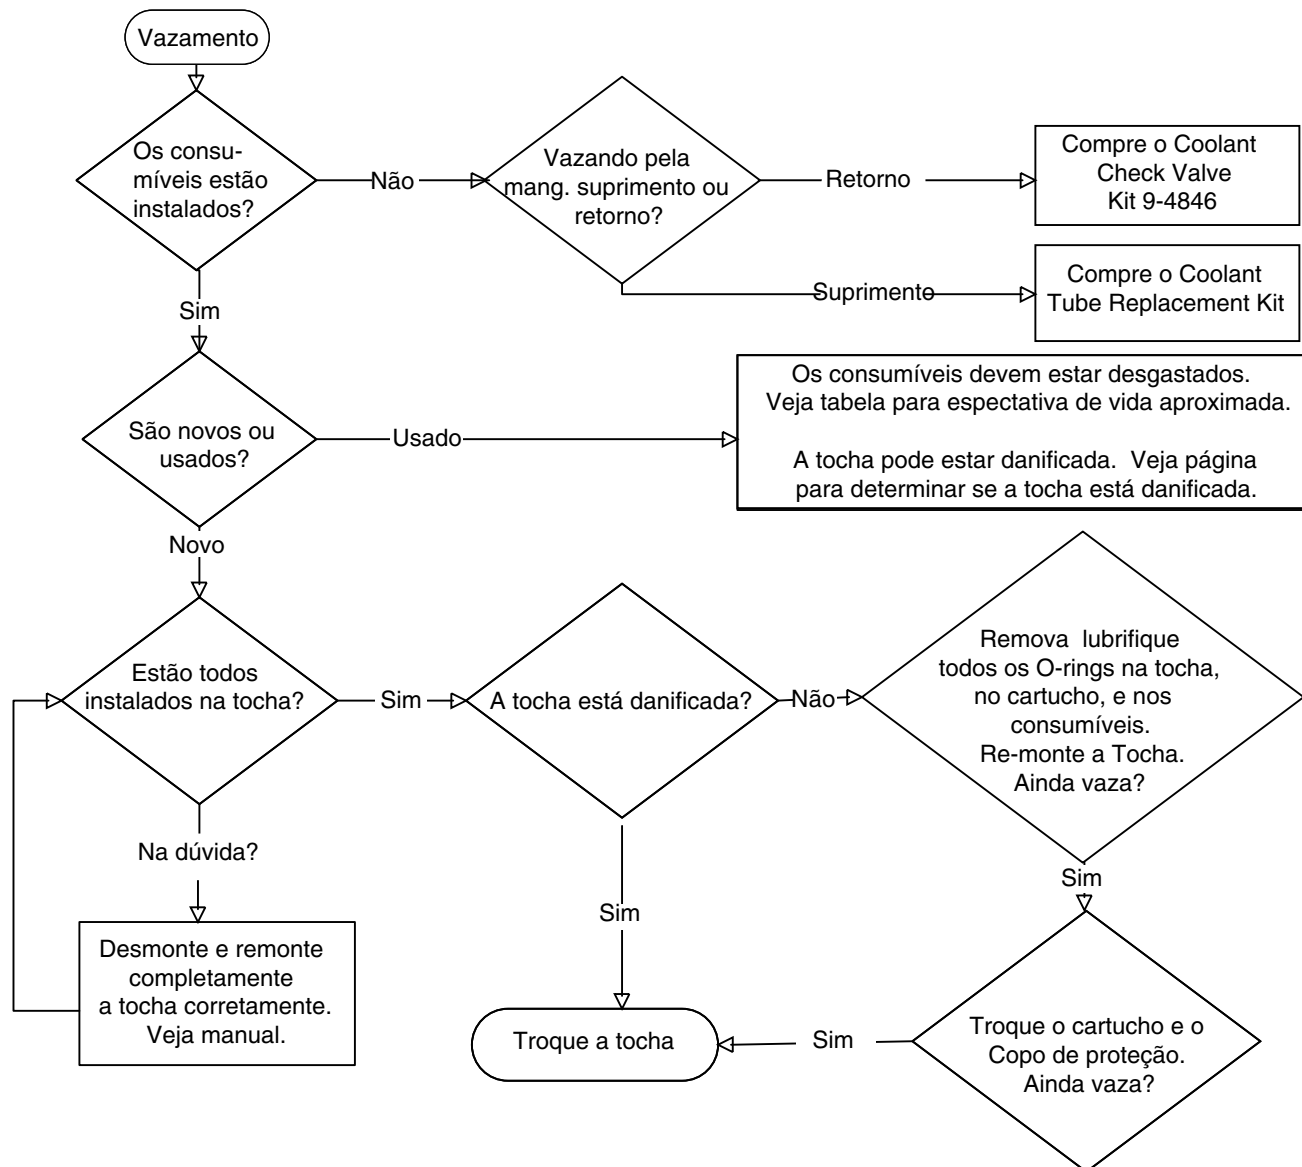 Vazamento
Os consu-
míveis estão
instalados?
Não
Vazando pela
mang. suprimento ou
retorno?
Retorno
Compre o Coolant
Check Valve
Kit 9-4846
Suprimento
Compre o Coolant
Tube Replacement Kit
Sim
São novos ou
usados?
Usado
Os consumíveis devem estar desgastados.
Veja tabela para espectativa de vida aproximada.
A tocha pode estar danificada. Veja página
para determinar se a tocha está danificada.
Novo
Estão todos
instalados na tocha?
Sim
A tocha está danificada?
Não
Remova lubrifique
todos os O-rings na tocha,
no cartucho, e nos
consumíveis.
Re-monte a Tocha.
Ainda vaza?
Na dúvida?
Desmonte e remonte
completamente
a tocha corretamente.
Veja manual.
Sim
Sim
Troque a tocha
Sim
Troque o cartucho e o
Copo de proteção.
Ainda vaza?